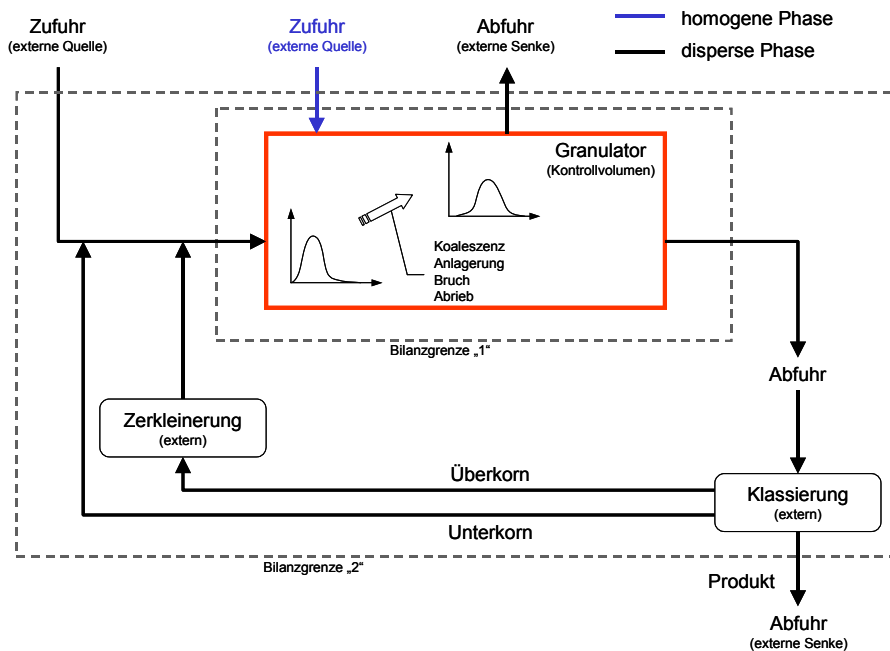 Zufuhr
(externe Quelle)
Zufuhr
(externe Quelle)
Abfuhr
(externe Senke)
homogene Phase
disperse Phase
Granulator
(Kontrollvolumen)
Koaleszenz
Anlagerung
Bruch
Abrieb
Bilanzgrenze „1“
Abfuhr
Zerkleinerung
(extern)
Überkorn
Klassierung
(extern)
Unterkorn
Bilanzgrenze „2“
Produkt
Abfuhr
(externe Senke)